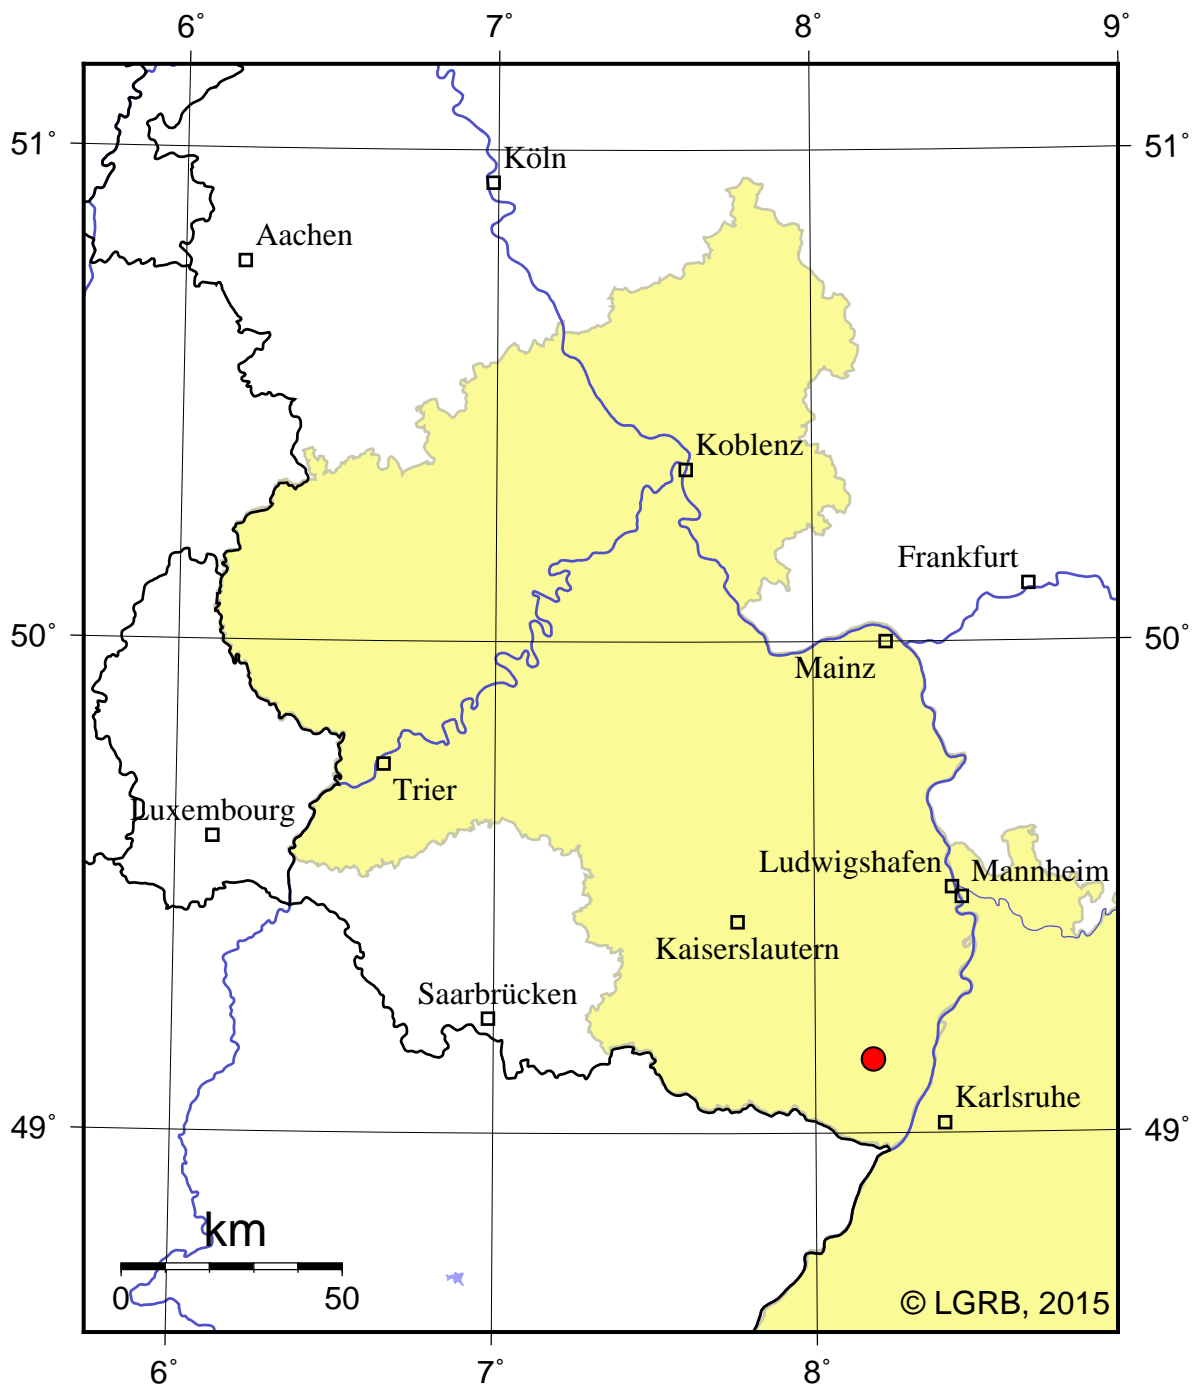 6° 7° 8° 9°
51° 51°
Köln
Aachen
Koblenz
Frankfurt
50° 50°
Mainz
Trier
Luxembourg
Ludwigshafen
Mannheim
Kaiserslautern
Saarbrücken
Karlsruhe
49° 49°
km
0 50
© LGRB, 2015
6° 7° 8°